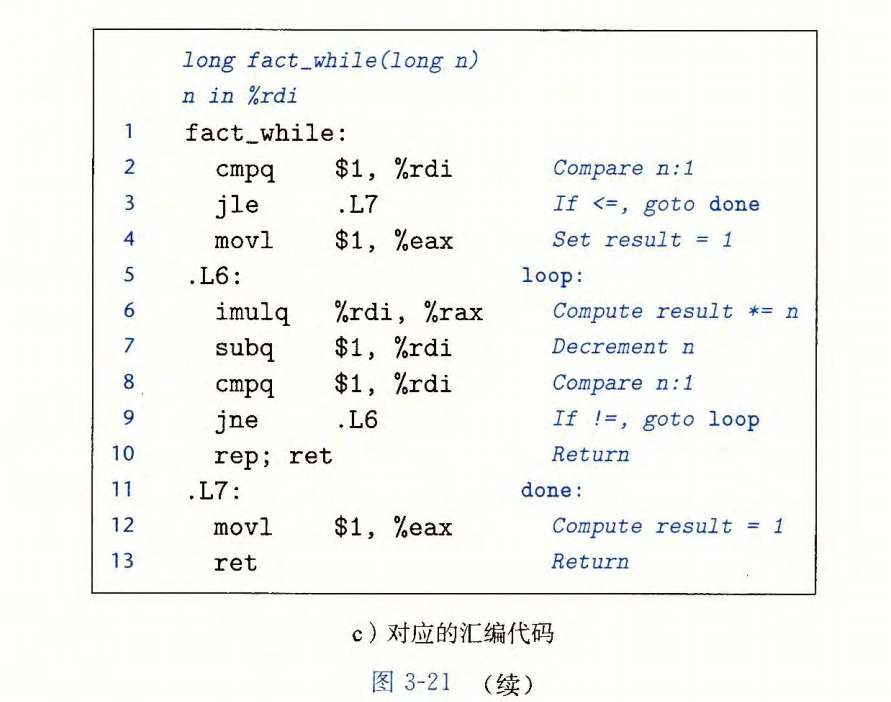 long fact_while(long n)
n in %rdi
1 fact_while:
2 cmpq $1, %rdi Compare n:1
3 jle .L7 If <=, goto done
4 movl $1, %eax Set result = 1
5 .L6: loop:
6 imulq %rdi, %rax Compute result *= n
7 subq $1, %rdi Decrement n
8 cmpq $1, %rdi Compare n:1
9 jne .L6 If !=, goto loop
10 rep; ret Return
11 .L7: done:
12 movl $1, %eax Compute result = 1
13 ret Return
c）对应的汇编代码
图 3-21 （续）